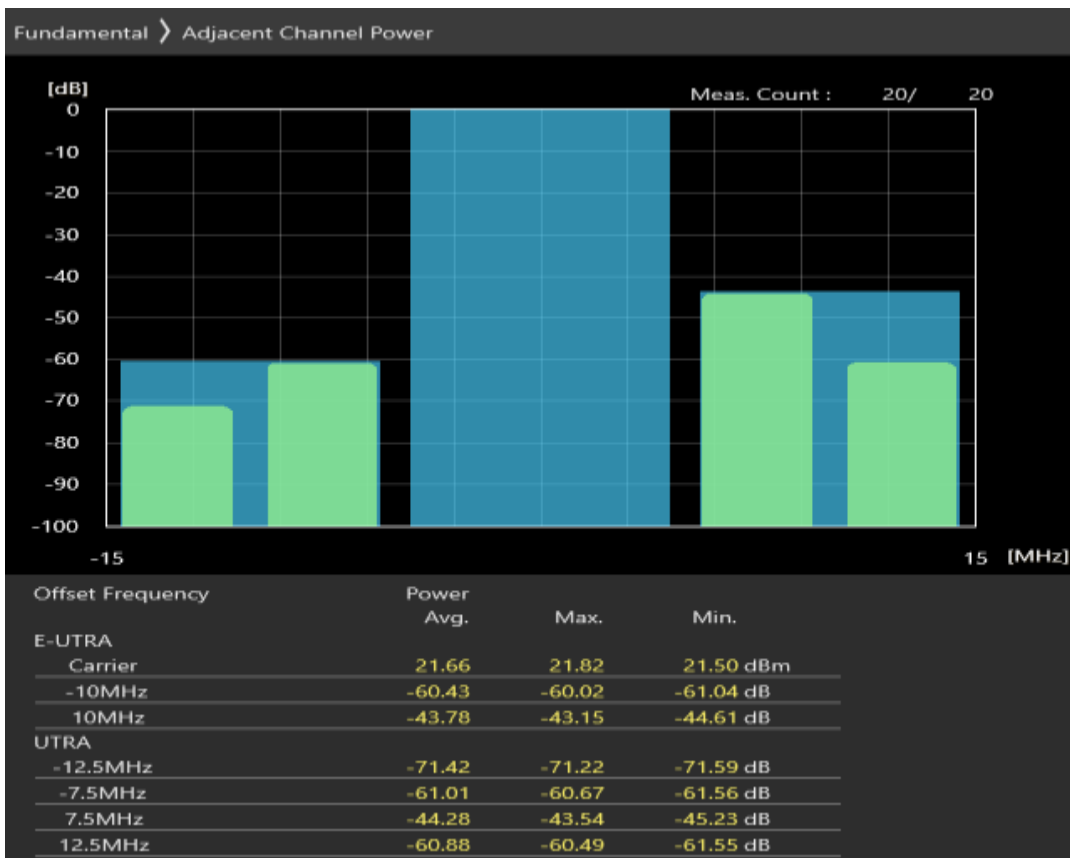 Fundamental 〉 Adjacent Channel Power
[dB]
Meas. Count : 20/ 20
0
-10
-20
-30
-40
-50
-60
-70
-80
-90
-100
-15 15 [MHz]
Offset Frequency Power
Avg. Max. Min.
E-UTRA
Carrier 21.66 21.82 21.50 dBm
-10MHz -60.43 -60.02 -61.04 dB
10MHz -43.78 -43.15 -44.61 dB
UTRA
-12.5MHz -71.42 -71.22 -71.59 dB
-7.5MHz -61.01 -60.67 -61.56 dB
7.5MHz -44.28 -43.54 -45.23 dB
12.5MHz -60.88 -60.49 -61.55 dB